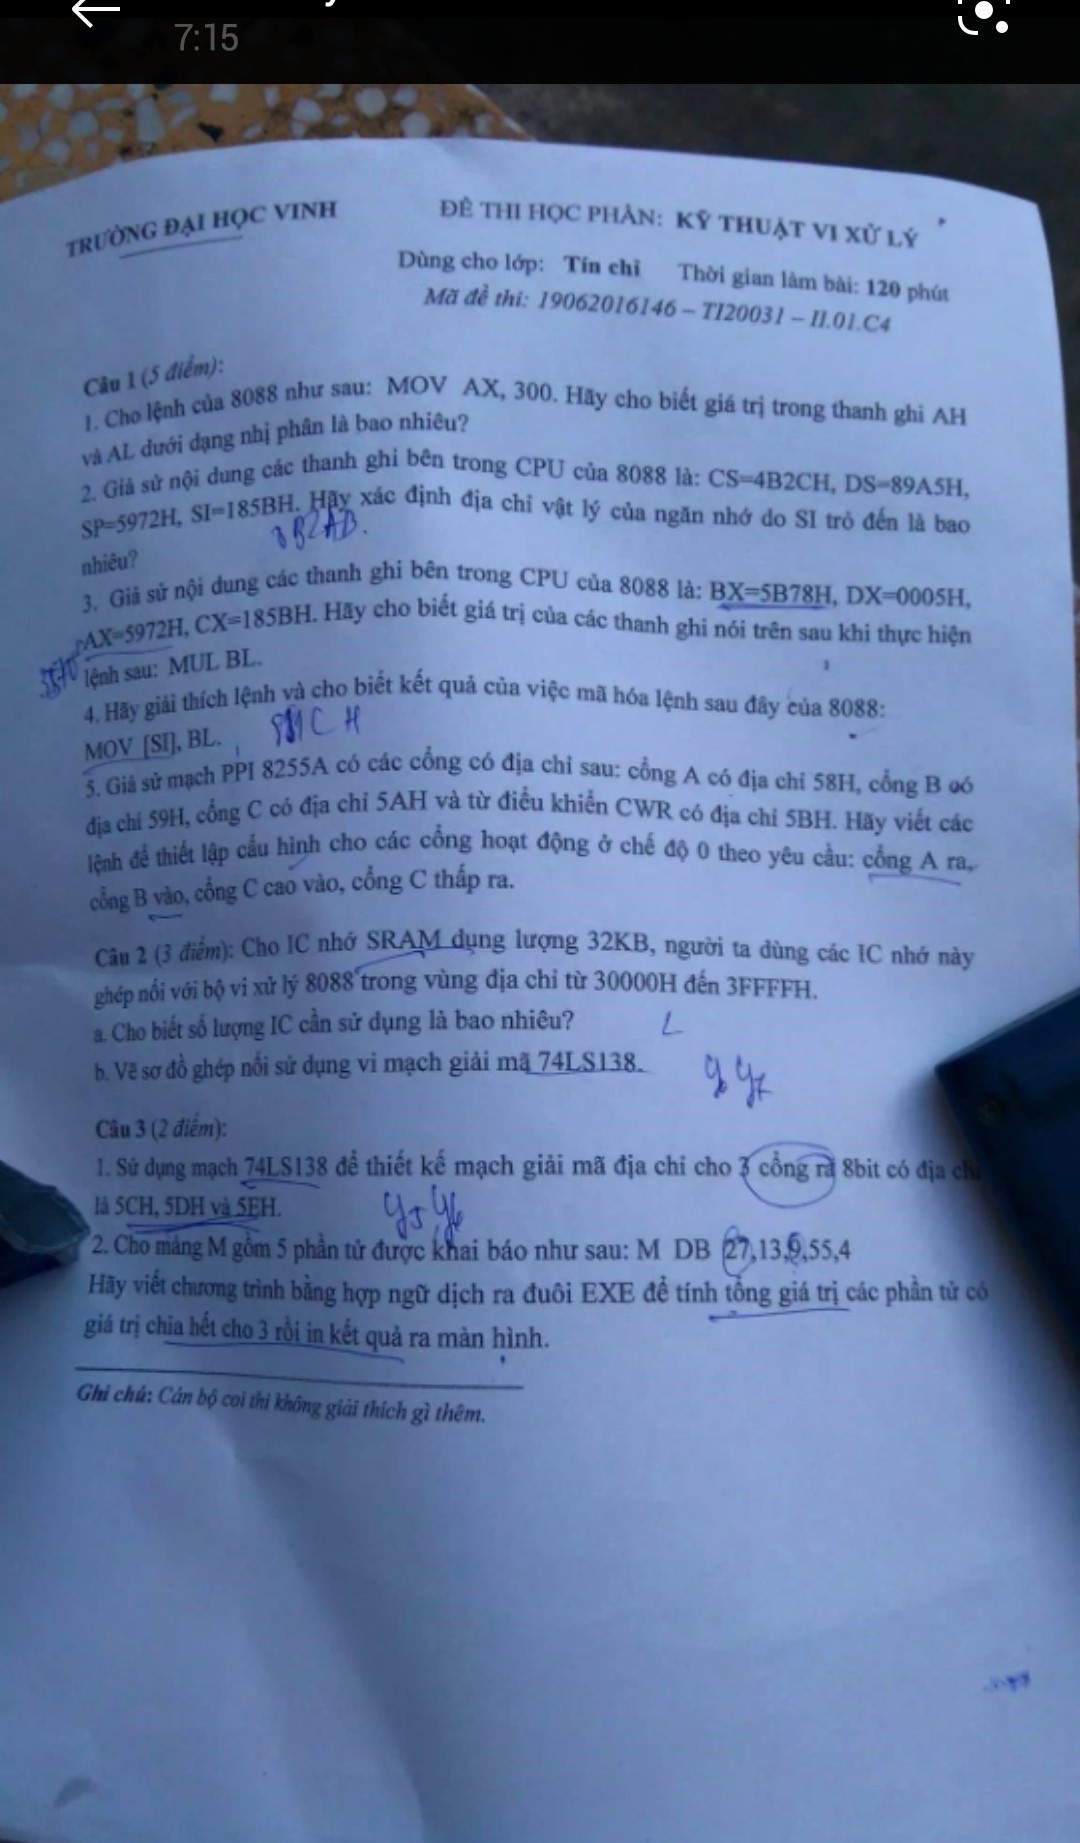 7:15
TRƯỜNG ĐẠI HỌC VINH
ĐỀ THI HỌC PHẦN: KỸ THUẬT VI XỬ LÝ
Dùng cho lớp: Tín chỉ Thời gian làm bài: 120 phút
Mã đề thi: 19062016146 – TI20031 – II.01.C4
Câu 1 (5 điểm):
1. Cho lệnh của 8088 như sau: MOV AX, 300. Hãy cho biết giá trị trong thanh ghi AH
và AL dưới dạng nhị phân là bao nhiêu?
2. Giả sử nội dung các thanh ghi bên trong CPU của 8088 là: CS=4B2CH, DS=89A5H,
SP=5972H, SI=185BH. Hãy xác định địa chỉ vật lý của ngăn nhớ do SI trỏ đến là bao
nhiêu?
3. Giả sử nội dung các thanh ghi bên trong CPU của 8088 là: BX=5B78H, DX=0005H,
AX=5972H, CX=185BH. Hãy cho biết giá trị của các thanh ghi nói trên sau khi thực hiện
lệnh sau: MUL BL.
4. Hãy giải thích lệnh và cho biết kết quả của việc mã hóa lệnh sau đây của 8088:
MOV [SI], BL.
5. Giả sử mạch PPI 8255A có các cổng có địa chỉ sau: cổng A có địa chỉ 58H, cổng B có
địa chỉ 59H, cổng C có địa chỉ 5AH và từ điều khiển CWR có địa chỉ 5BH. Hãy viết các
lệnh để thiết lập cấu hình cho các cổng hoạt động ở chế độ 0 theo yêu cầu: cổng A ra,
cổng B vào, cổng C cao vào, cổng C thấp ra.
Câu 2 (3 điểm): Cho IC nhớ SRAM dung lượng 32KB, người ta dùng các IC nhớ này
ghép nối với bộ vi xử lý 8088 trong vùng địa chỉ từ 30000H đến 3FFFFH.
a. Cho biết số lượng IC cần sử dụng là bao nhiêu?
b. Vẽ sơ đồ ghép nối sử dụng vi mạch giải mã 74LS138.
y6 y7
Câu 3 (2 điểm):
1. Sử dụng mạch 74LS138 để thiết kế mạch giải mã địa chỉ cho 3 cổng ra 8bit có địa chỉ
là 5CH, 5DH và 5EH.
y5 y6
2. Cho mảng M gồm 5 phần tử được khai báo như sau: M DB 27,13,9,55,4
Hãy viết chương trình bằng hợp ngữ dịch ra đuôi EXE để tính tổng giá trị các phần tử có
giá trị chia hết cho 3 rồi in kết quả ra màn hình.
Ghi chú: Cán bộ coi thi không giải thích gì thêm.